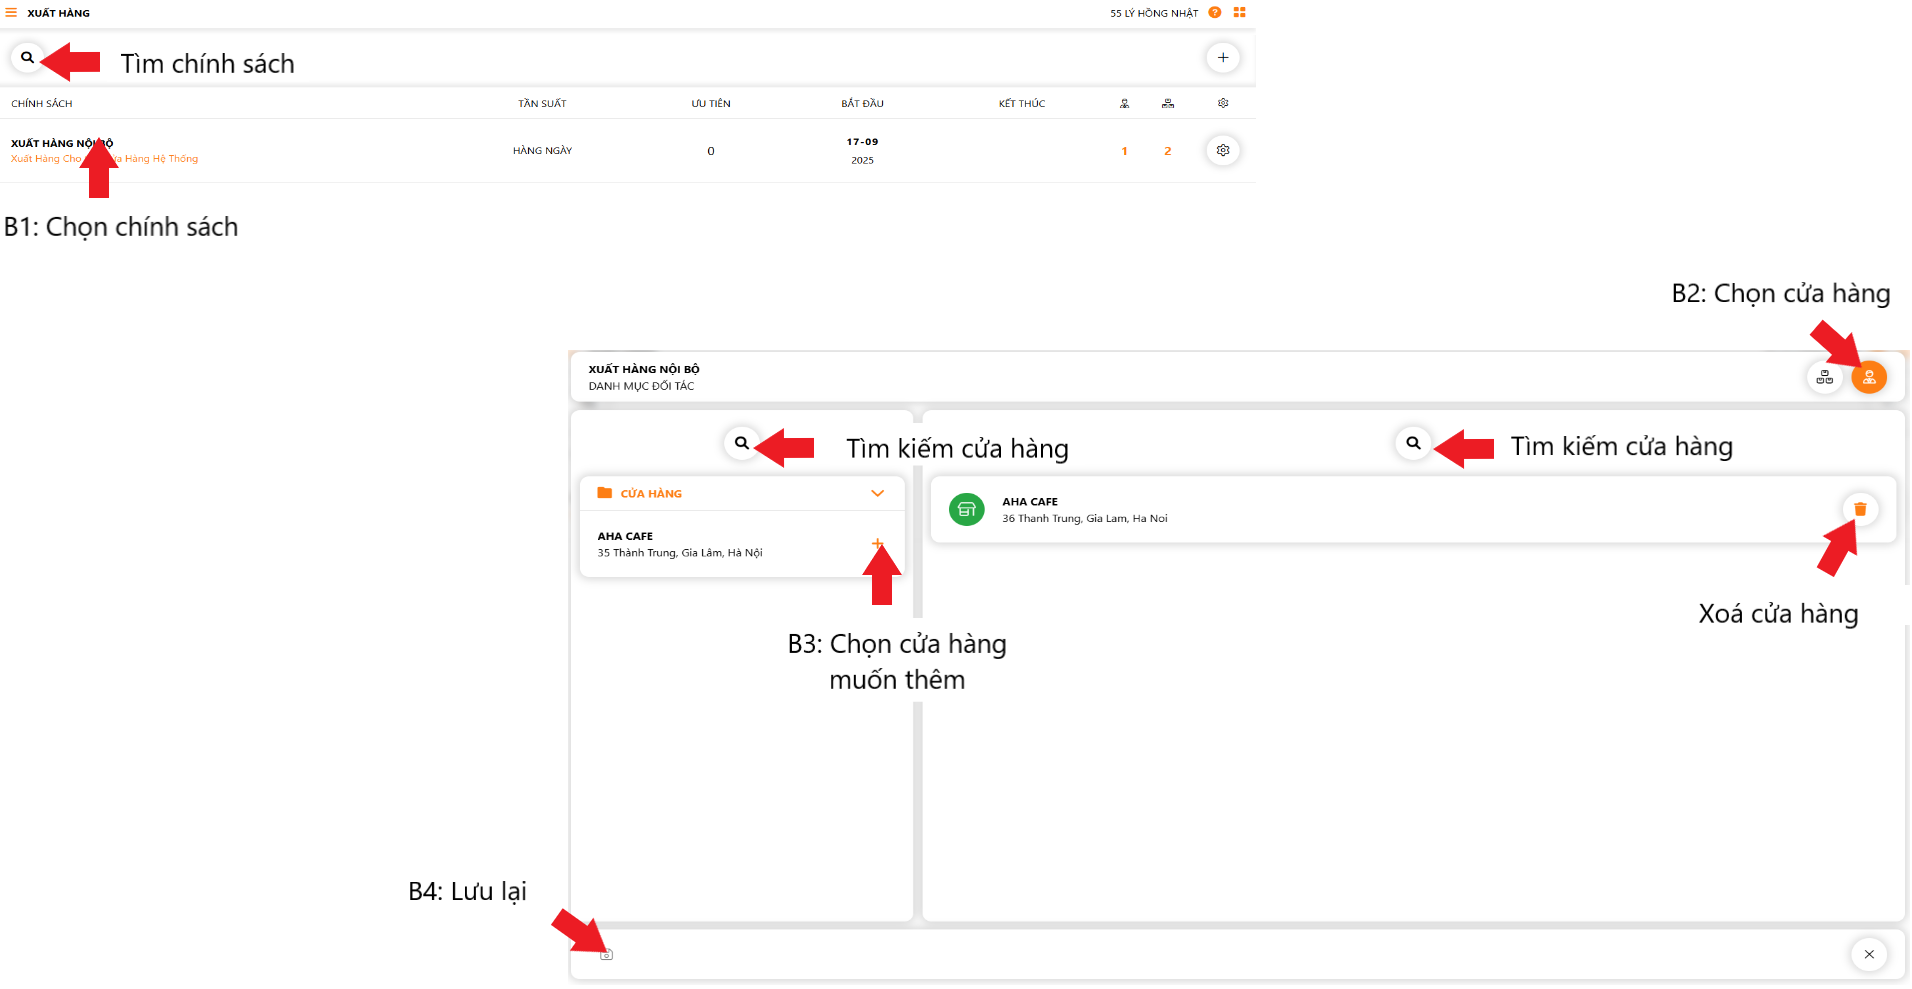 XUẤT HÀNG
55 LÝ HỒNG NHẬT
Tìm chính sách
CHÍNH SÁCH TẦN SUẤT ƯU TIÊN BẮT ĐẦU KẾT THÚC
XUẤT HÀNG NỘI BỘ
Xuất Hàng Cho Hàng Hệ Thống
HÀNG NGÀY 0 17-09 1 2
2025
B1: Chọn chính sách
B2: Chọn cửa hàng
XUẤT HÀNG NỘI BỘ
DANH MỤC ĐỐI TÁC
Tìm kiếm cửa hàng
Tìm kiếm cửa hàng
CỬA HÀNG
AHA CAFE
35 Thành Trung, Gia Lâm, Hà Nội
AHA CAFE
36 Thanh Trung, Gia Lam, Ha Noi
Xoá cửa hàng
B3: Chọn cửa hàng
muốn thêm
B4: Lưu lại